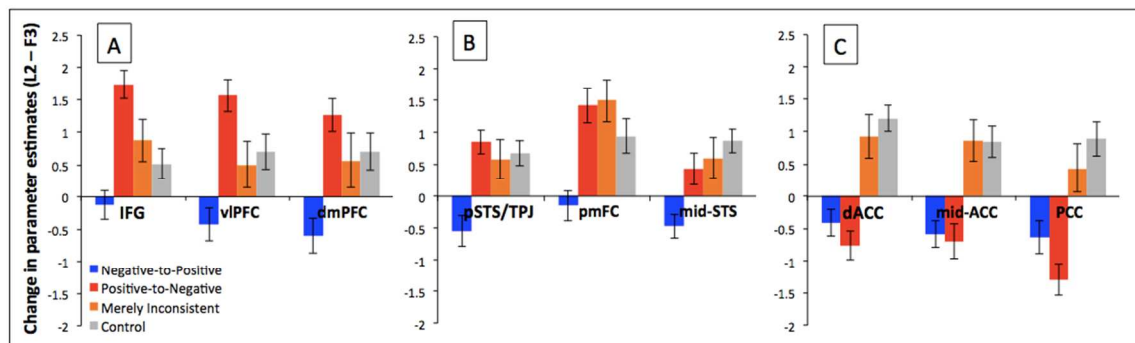 Change in parameter estimates (L2 – F3)
A
2.5
2
1.5
1
0.5
0
-0.5
-1
-1.5
-2
IFG vlPFC dmPFC
Negative-to-Positive
Positive-to-Negative
Merely Inconsistent
Control
B
2.5
2
1.5
1
0.5
0
-0.5
-1
-1.5
-2
pSTS/TPJ pmFC mid-STS
C
2.5
2
1.5
1
0.5
0
-0.5
-1
-1.5
-2
dACC mid-ACC PCC